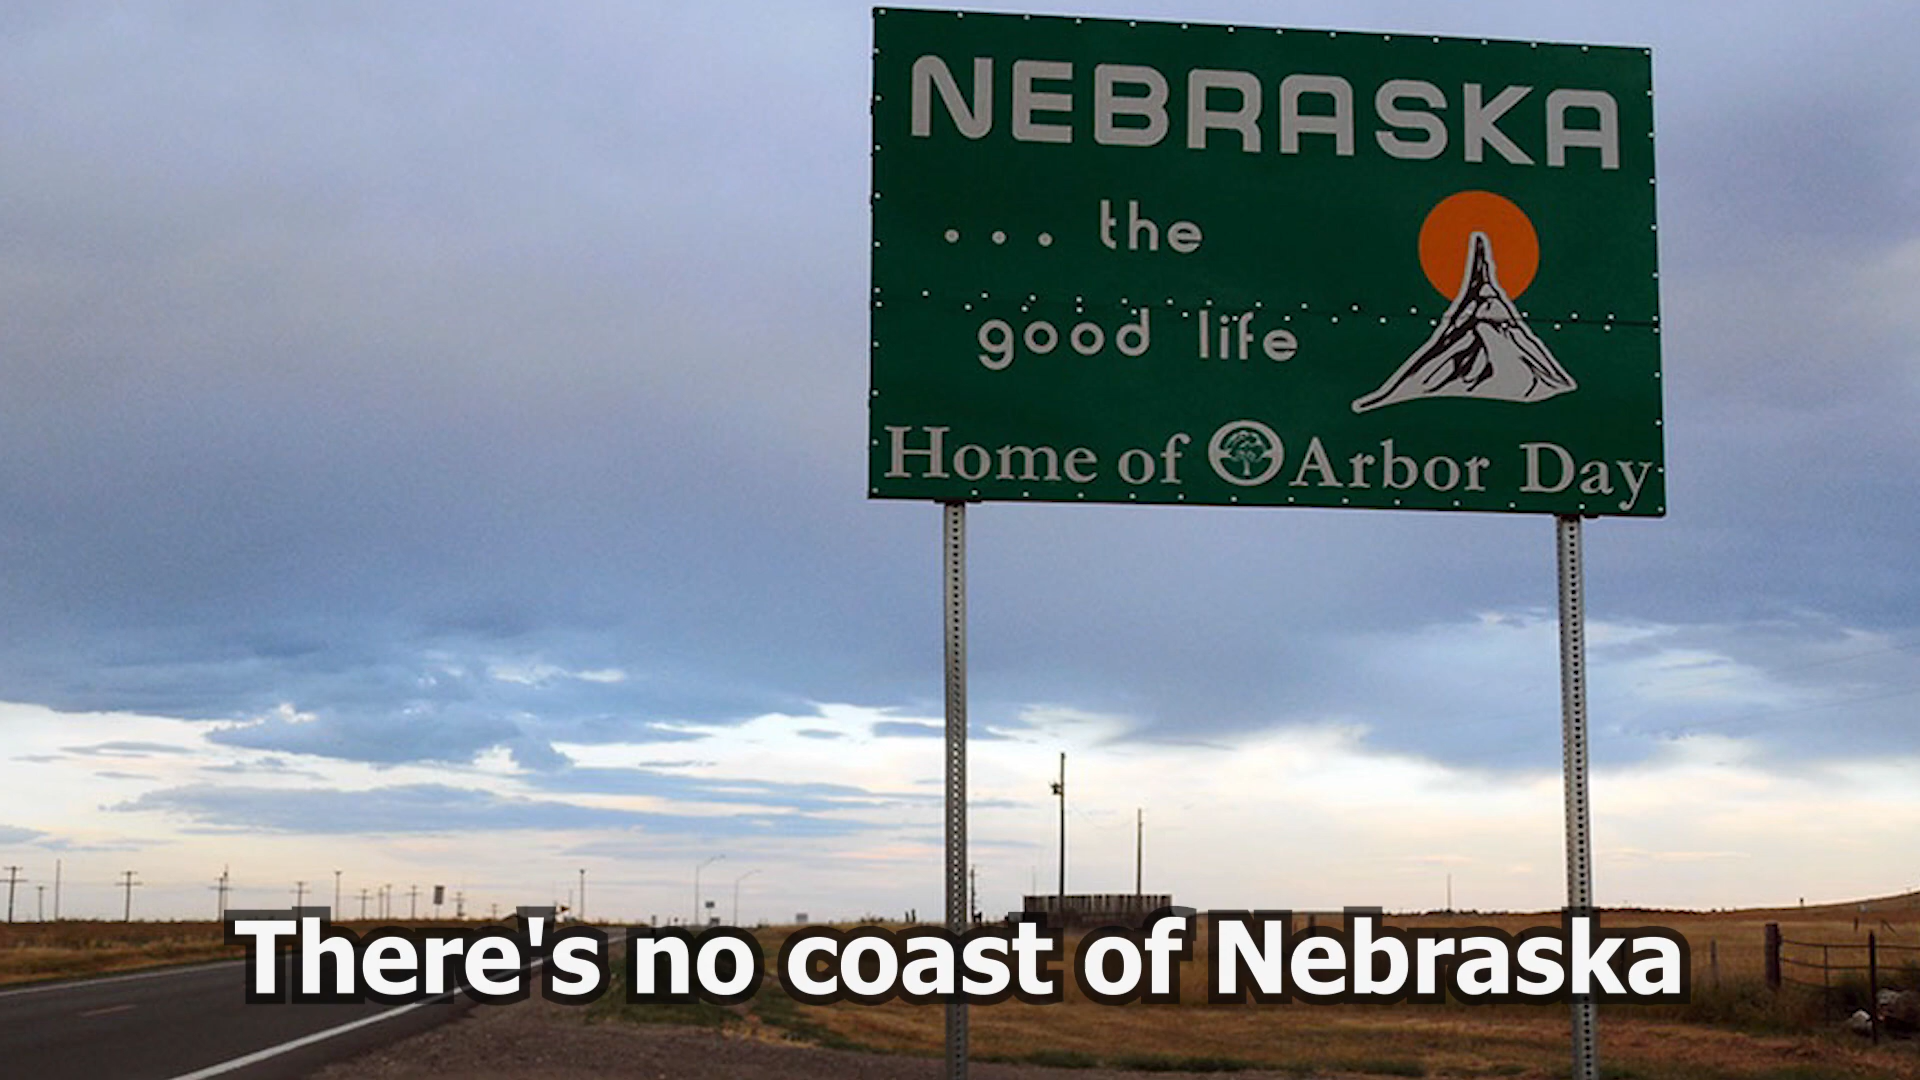 NEBRASKA
... the
good life
Home of Arbor Day
There's no coast of Nebraska